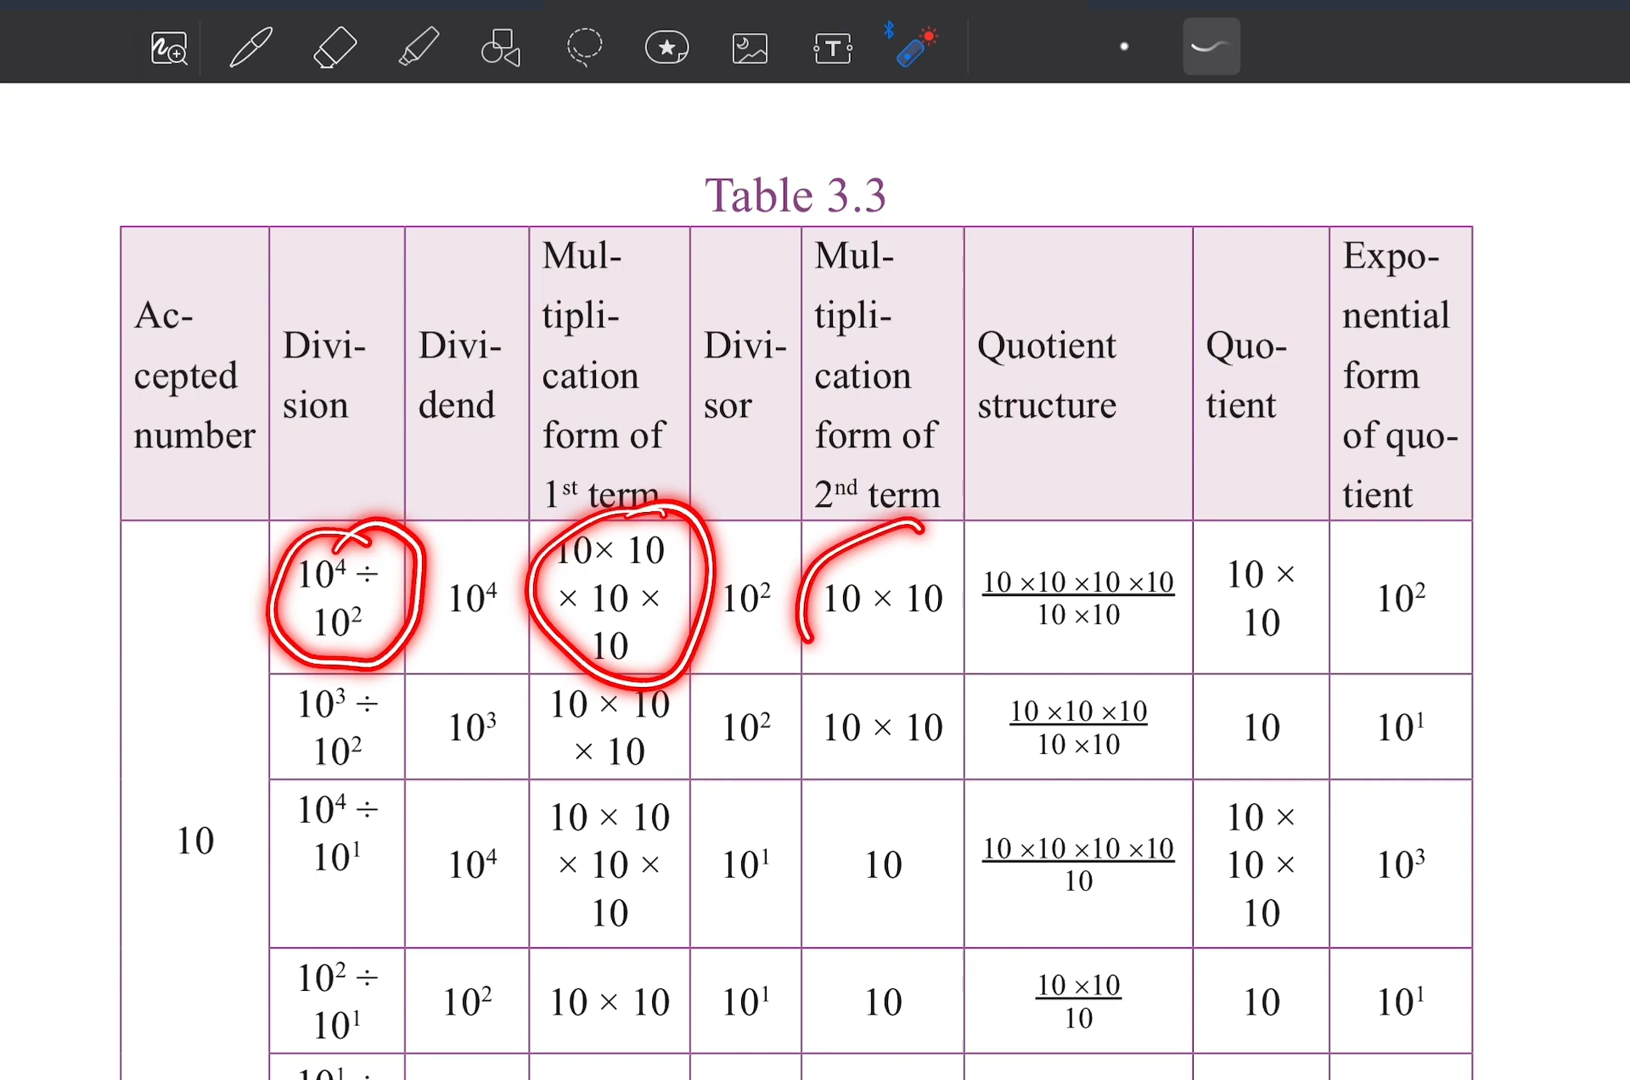 T
Table 3.3
Ac-
cepted
number
Divi-
sion
Divi-
dend
Mul-
tipli-
cation
form of
1st term
Divi-
sor
Mul-
tipli-
cation
form of
2nd term
Quotient
structure
Quo-
tient
Expo-
nential
form
of quo-
tient
10
10⁴ ÷
10²
10⁴
10× 10
× 10 ×
10
10²
10 × 10
10 ×10 ×10 ×10
10 ×10
10 ×
10
10²
10³ ÷
10²
10³
10 × 10
× 10
10²
10 × 10
10 ×10 ×10
10 ×10
10
10¹
10⁴ ÷
10¹
10⁴
10 × 10
× 10 ×
10
10¹
10
10 ×10 ×10 ×10
10
10 ×
10 ×
10
10³
10² ÷
10¹
10²
10 × 10
10¹
10
10 ×10
10
10
10¹
10¹ ÷